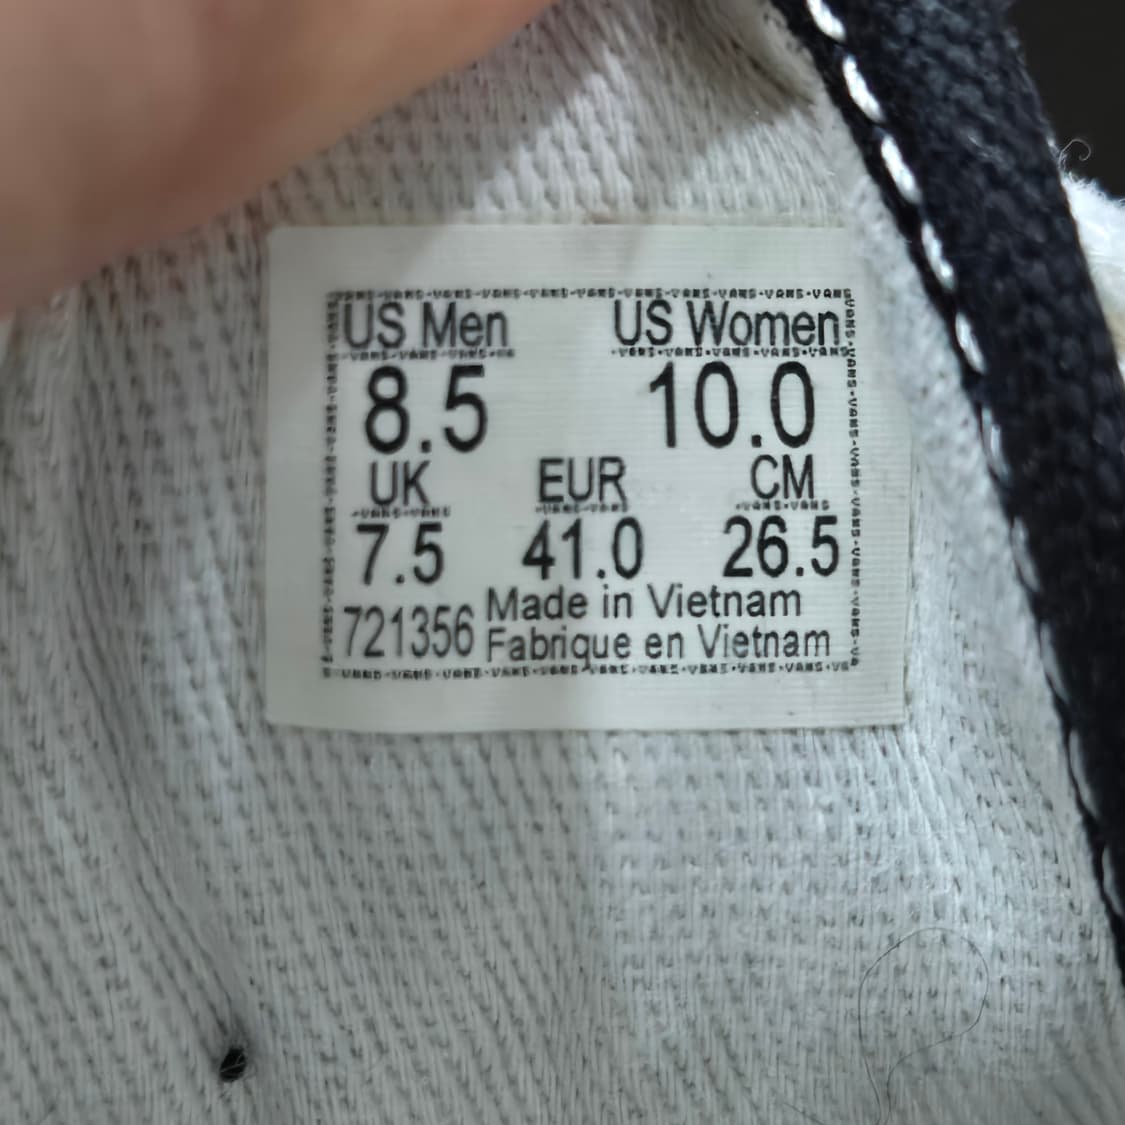 US Men US Women
8.5 10.0
UK EUR CM
7.5 41.0 26.5
721356 Made in Vietnam
Fabrique en Vietnam